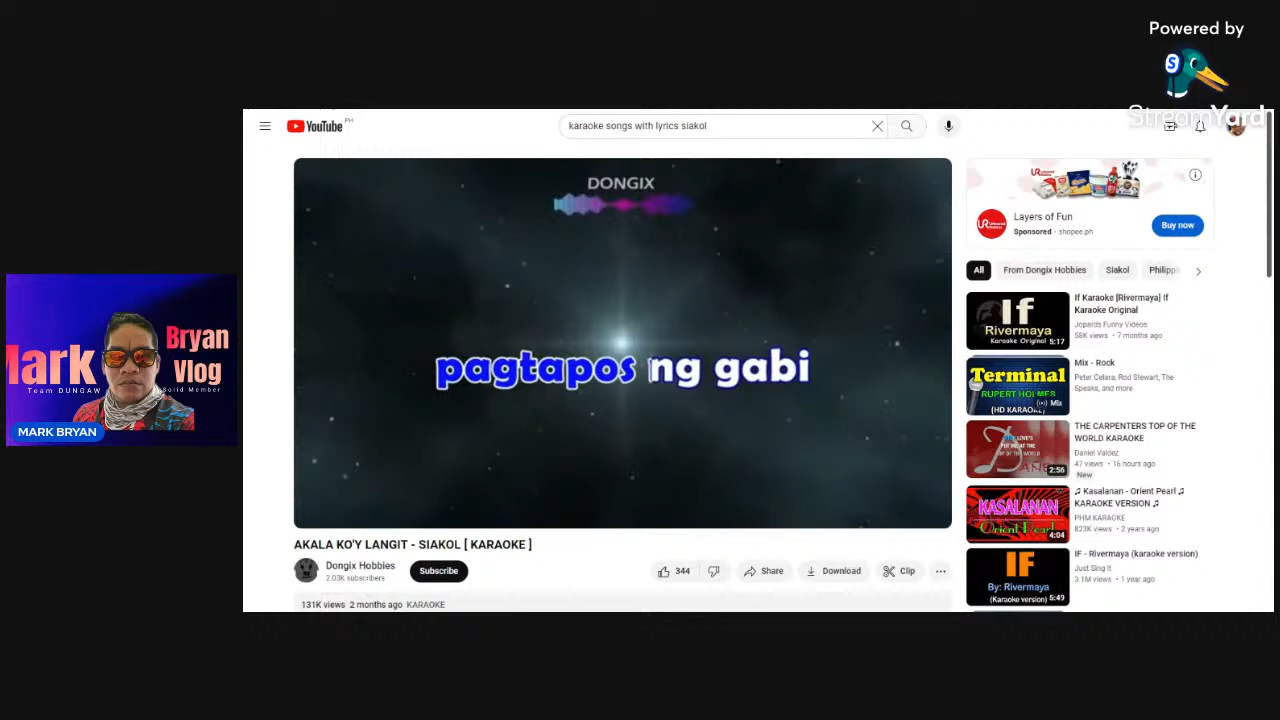 Powered by
StreamYard
YouTube PH
karaoke songs with lyrics siakol
DONGIX
pagtapos ng gabi
Layers of Fun
Sponsored · shopee.ph
Buy now
All
From Dongix Hobbies
Siakol
Philippi
If
Rivermaya
Karaoke Original
5:17
If Karaoke [Rivermaya] If
Karaoke Original
Jopards Funny Videos
58K views · 7 months ago
Terminal
RUPERT HOLMES
(HD KARAOKE)
Mix
Mix - Rock
Peter Cetera, Rod Stewart, The
Speaks, and more
2:56
THE CARPENTERS TOP OF THE
WORLD KARAOKE
Daniel Valdez
47 views · 16 hours ago
New
KASALANAN
Orient Pearl
4:04
♫ Kasalanan - Orient Pearl ♫
KARAOKE VERSION ♫
PHM KARAOKE
823K views · 2 years ago
IF
By: Rivermaya
(Karaoke version)
5:49
IF - Rivermaya (karaoke version)
Just Sing It
3.1M views · 1 year ago
Mark
Bryan
Vlog
Team DUNGAW
Solid Member
MARK BRYAN
AKALA KO'Y LANGIT - SIAKOL [ KARAOKE ]
Dongix Hobbies
2.03K subscribers
Subscribe
344
Share
Download
Clip
131K views 2 months ago KARAOKE